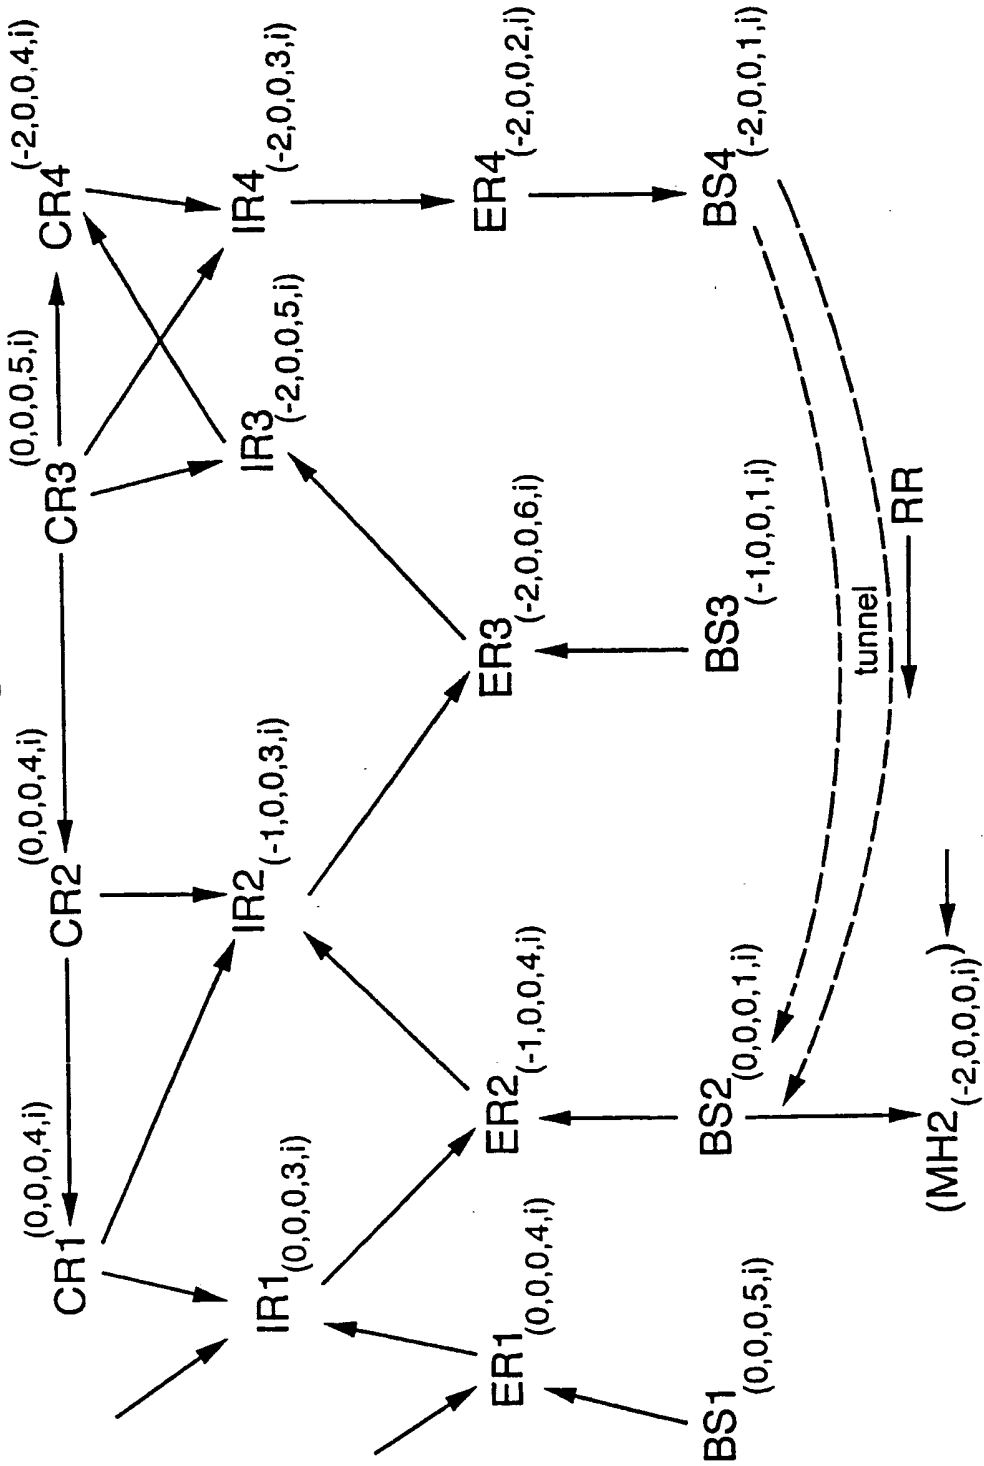 CR1 (0,0,0,4,i)
CR2 (0,0,0,4,i)
CR3 (0,0,0,5,i)
CR4 (-2,0,0,4,i)
IR1 (0,0,0,3,i)
IR2 (-1,0,0,3,i)
IR3 (-2,0,0,5,i)
IR4 (-2,0,0,3,i)
ER1 (0,0,0,4,i)
ER2 (-1,0,0,4,i)
ER3 (-2,0,0,6,i)
ER4 (-2,0,0,2,i)
BS1 (0,0,0,5,i)
BS2 (0,0,0,1,i)
BS3 (-1,0,0,1,i)
BS4 (-2,0,0,1,i)
tunnel
RR
(MH2 (-2,0,0,0,i) )